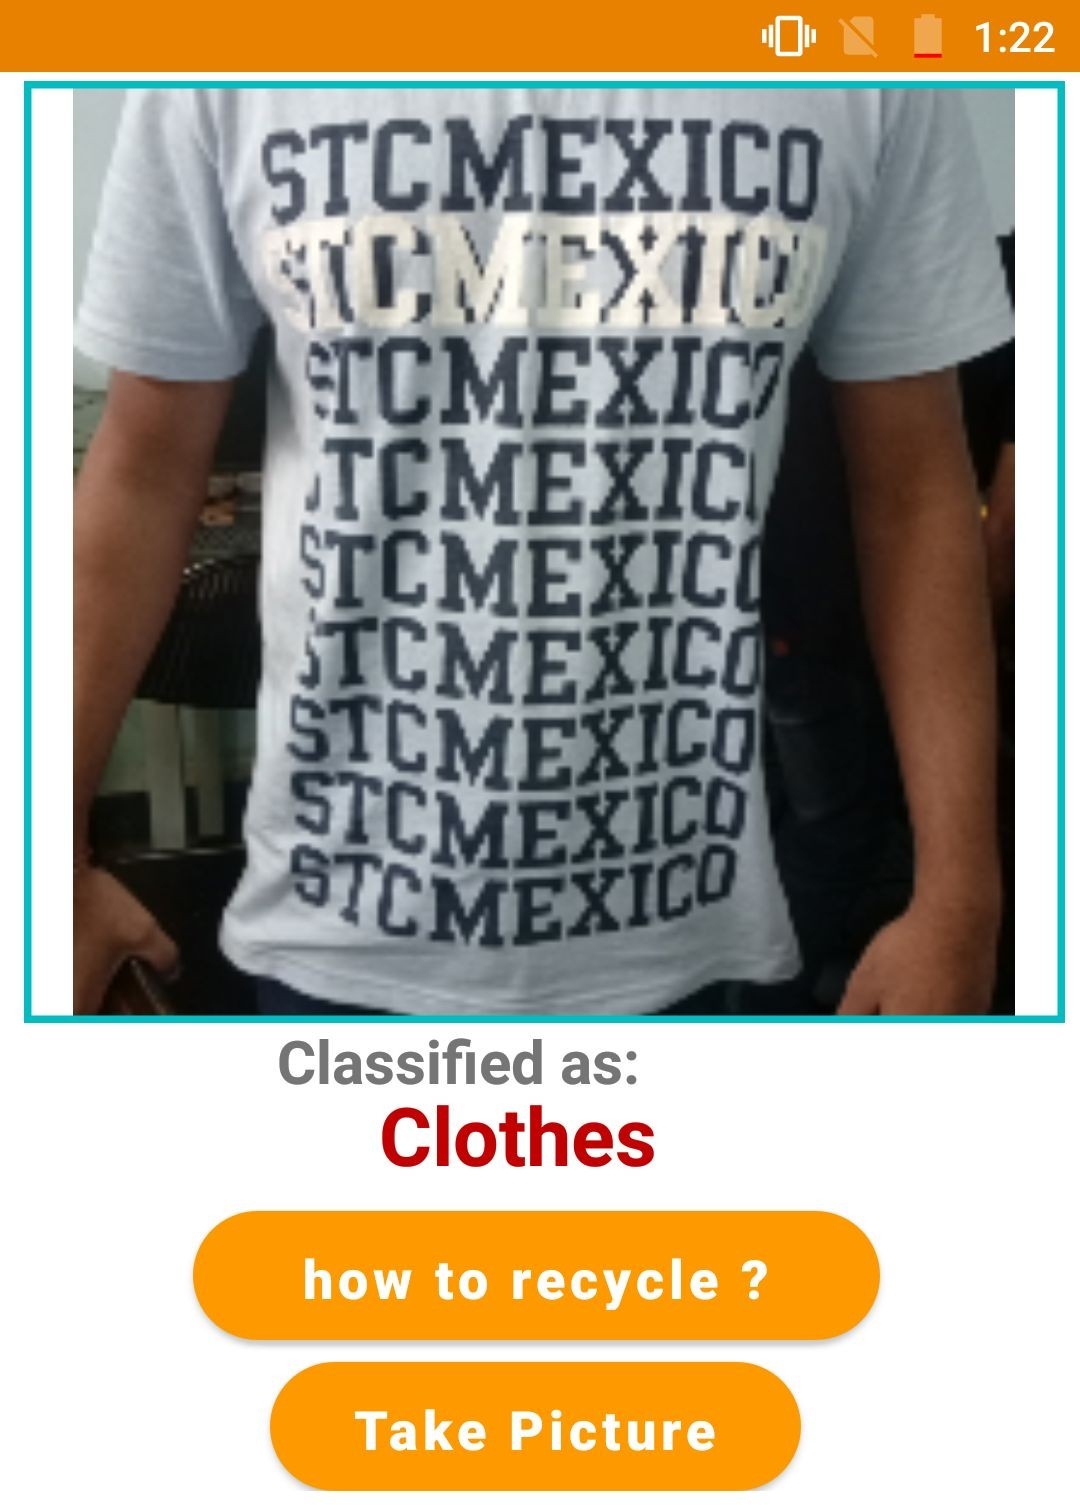 1:22
STCMEXICO
STCMEXICO
STCMEXICO
STCMEXICO
STCMEXICO
STCMEXICO
STCMEXICO
STCMEXICO
STCMEXICO
Classified as:
Clothes
how to recycle ?
Take Picture